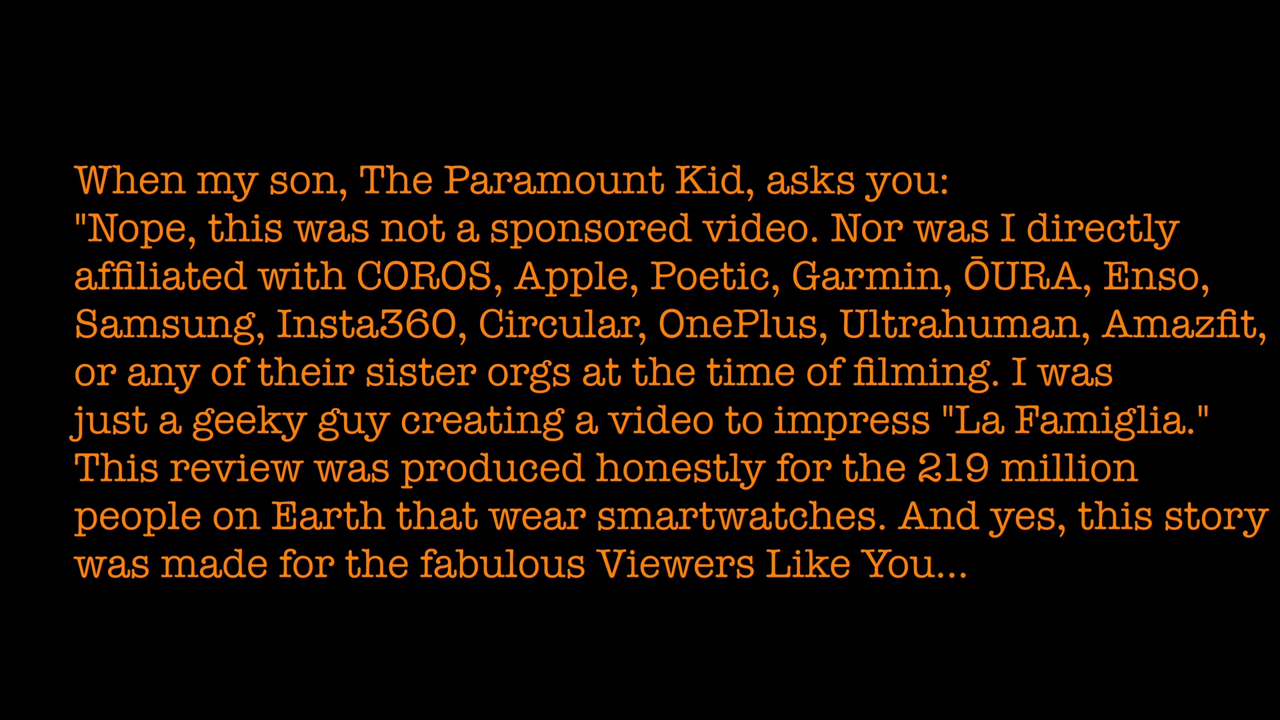 When my son, The Paramount Kid, asks you:
"Nope, this was not a sponsored video. Nor was I directly
affiliated with COROS, Apple, Poetic, Garmin, ŌURA, Enso,
Samsung, Insta360, Circular, OnePlus, Ultrahuman, Amazfit,
or any of their sister orgs at the time of filming. I was
just a geeky guy creating a video to impress "La Famiglia."
This review was produced honestly for the 219 million
people on Earth that wear smartwatches. And yes, this story
was made for the fabulous Viewers Like You...